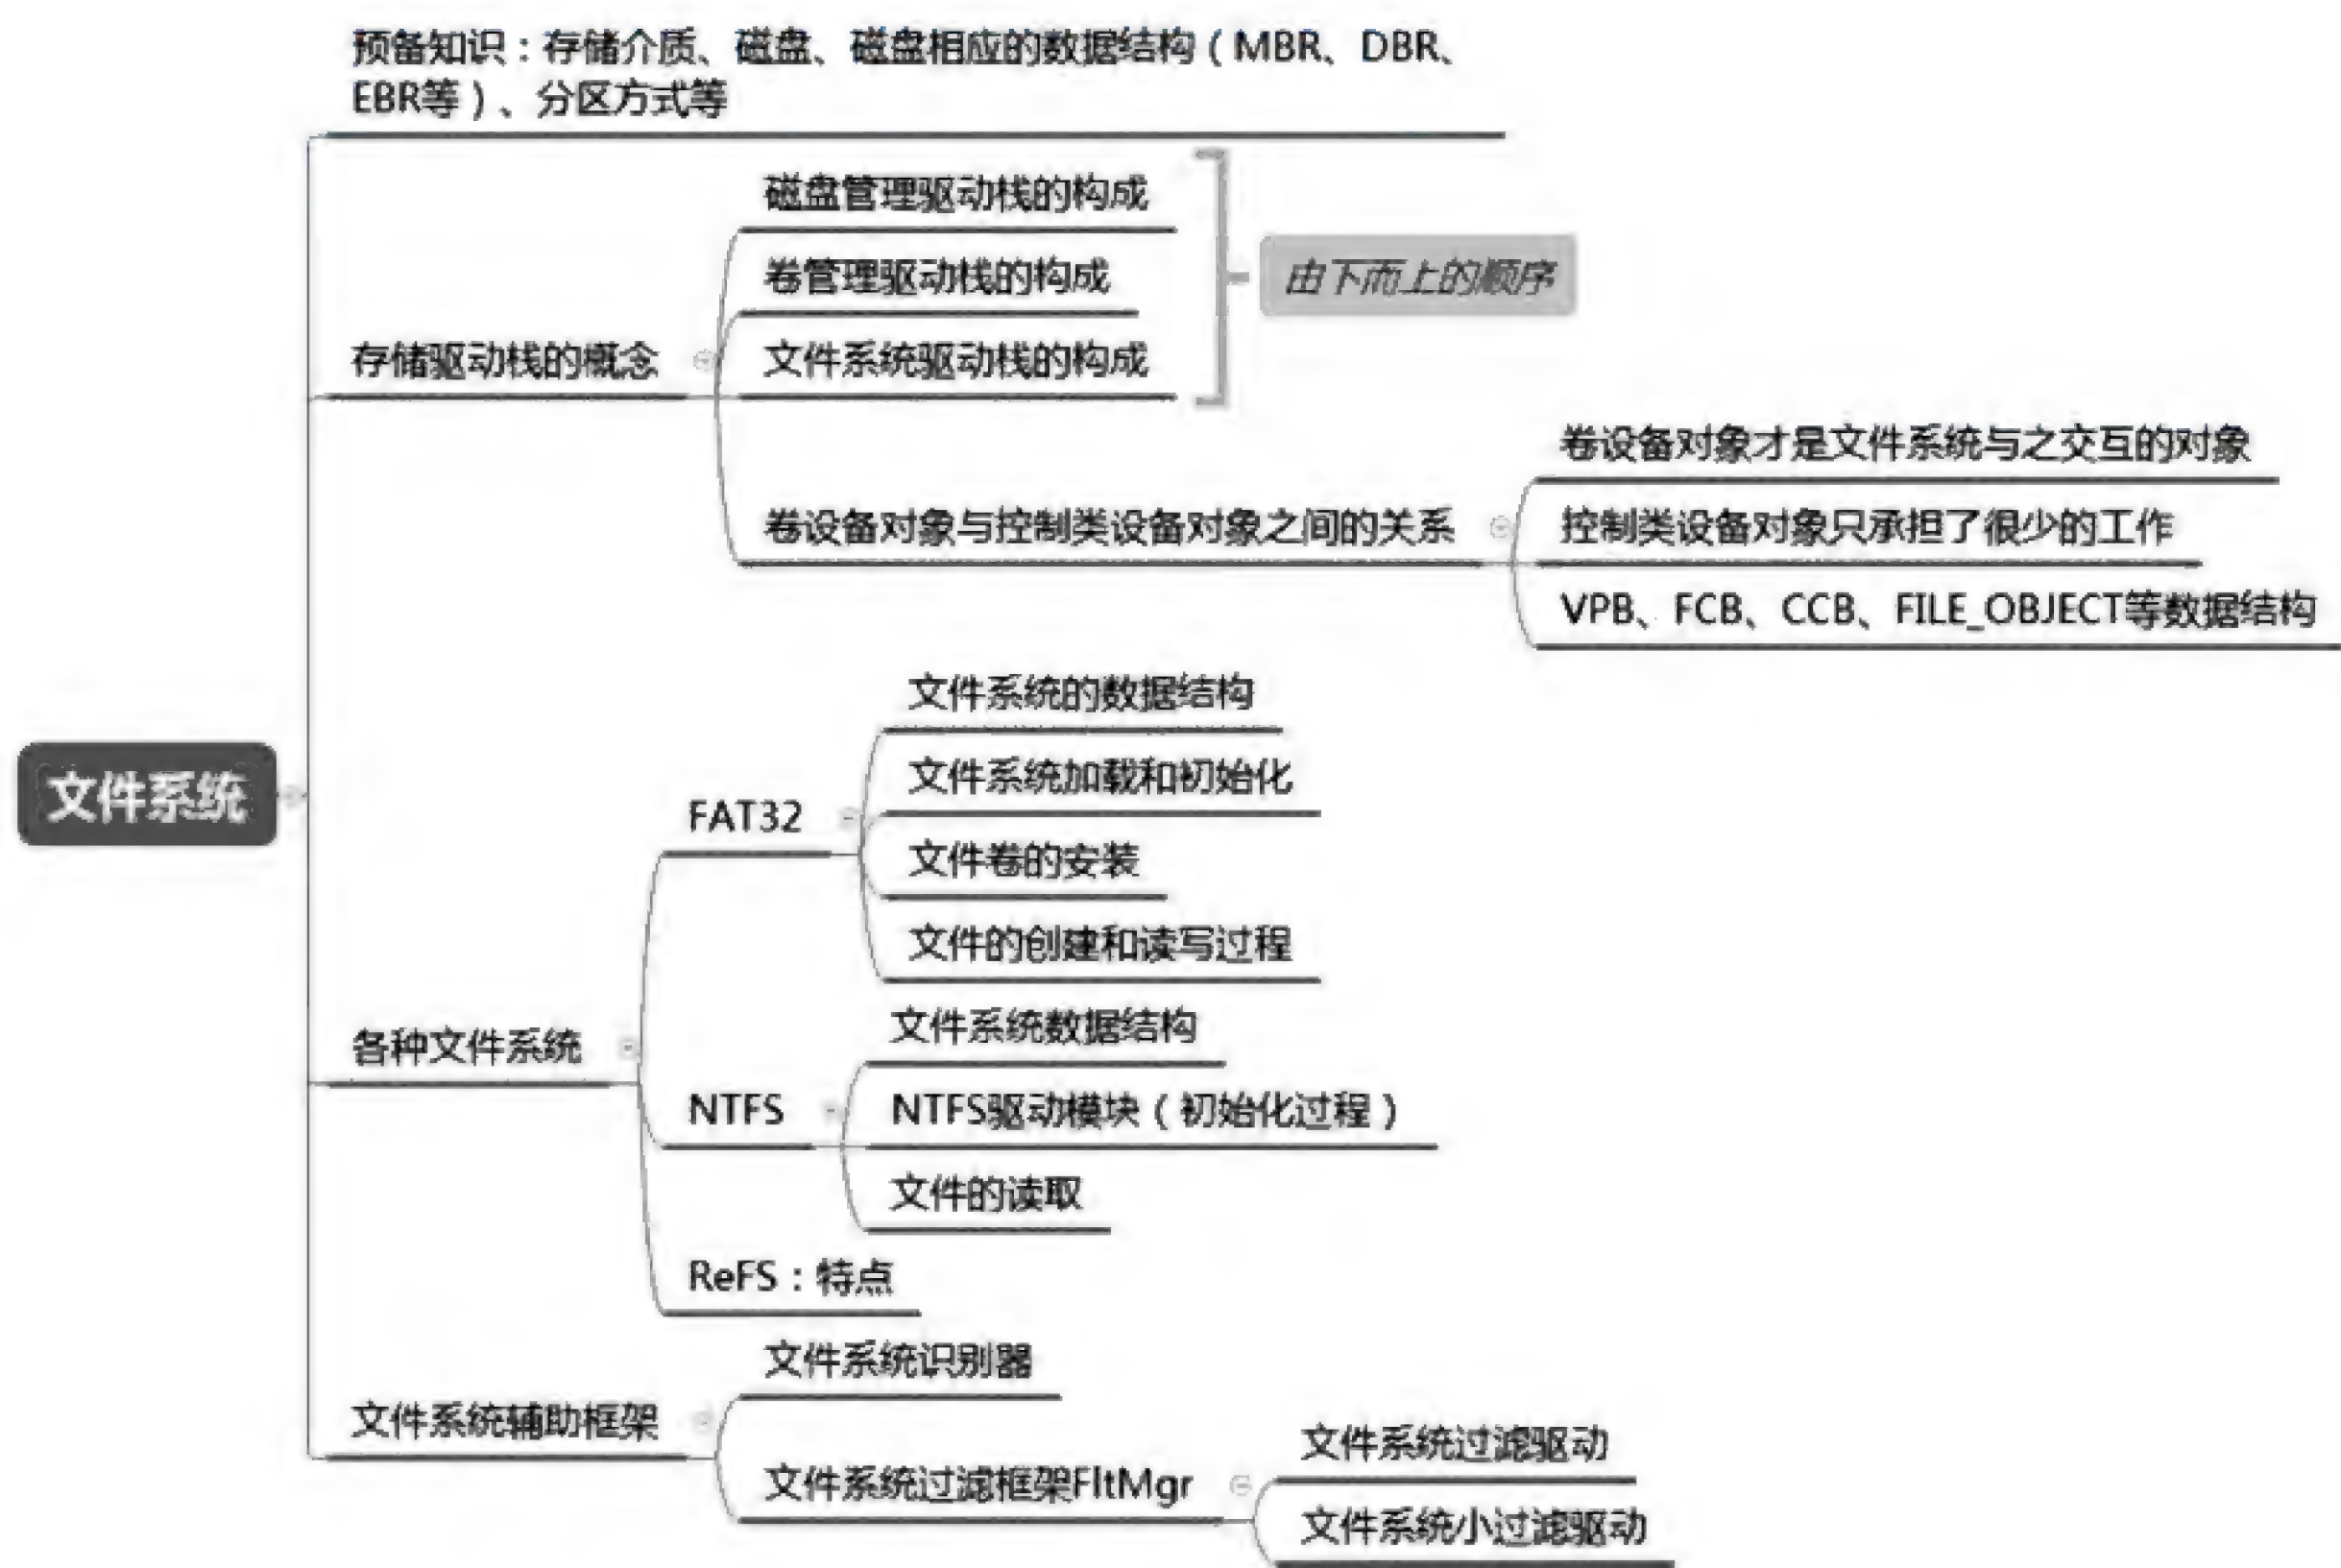 预备知识：存储介质、磁盘、磁盘相应的数据结构（MBR、DBR、
EBR等）、分区方式等
磁盘管理驱动栈的构成
卷管理驱动栈的构成
由下而上的顺序
存储驱动栈的概念
文件系统驱动栈的构成
卷设备对象才是文件系统与之交互的对象
卷设备对象与控制类设备对象之间的关系
控制类设备对象只承担了很少的工作
VPB、FCB、CCB、FILE_OBJECT等数据结构
文件系统的数据结构
文件系统
文件系统加载和初始化
FAT32
文件卷的安装
文件的创建和读写过程
文件系统数据结构
各种文件系统
NTFS
NTFS驱动模块（初始化过程）
文件的读取
ReFS：特点
文件系统识别器
文件系统辅助框架
文件系统过滤驱动
文件系统过滤框架FltMgr
文件系统小过滤驱动